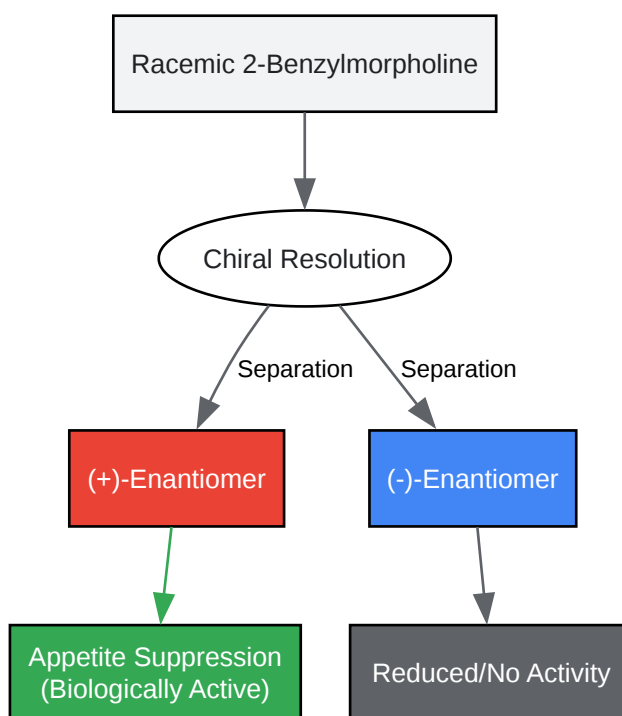 Racemic 2-Benzylmorpholine
Chiral Resolution
Separation
Separation
(+)-Enantiomer
(-)-Enantiomer
Appetite Suppression
(Biologically Active)
Reduced/No Activity